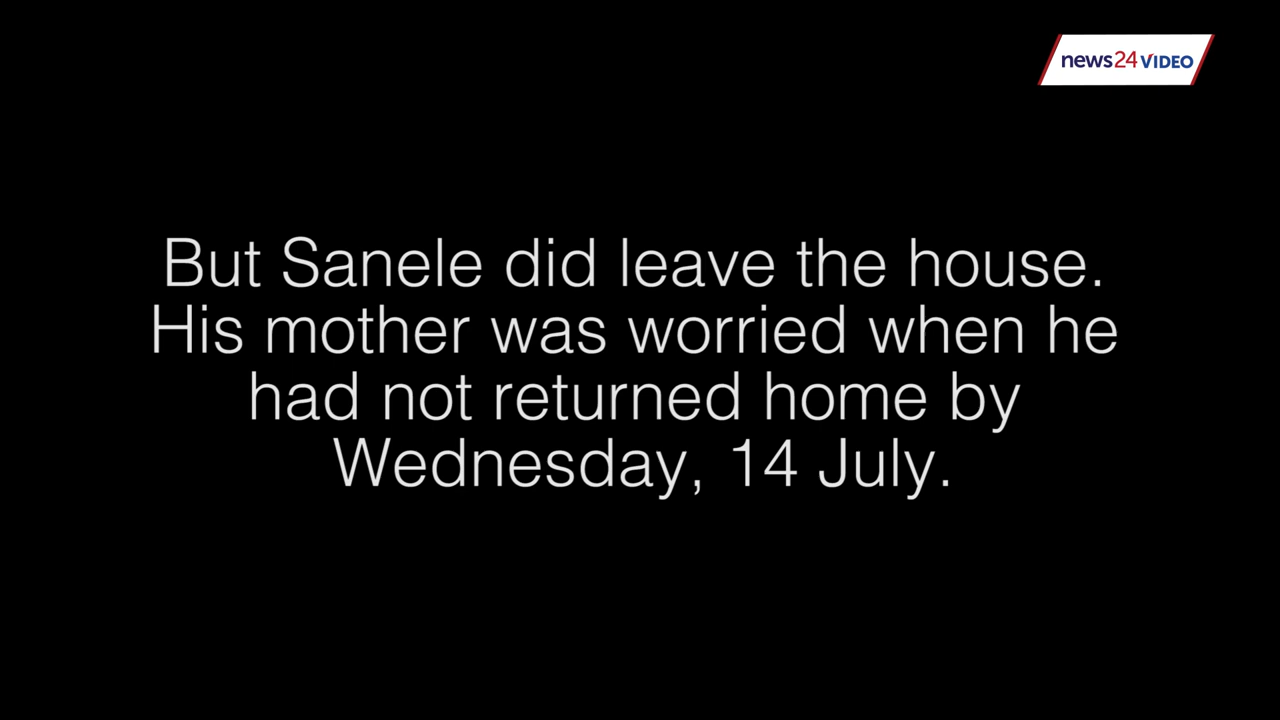 news24 VIDEO
But Sanele did leave the house.
His mother was worried when he
had not returned home by
Wednesday, 14 July.